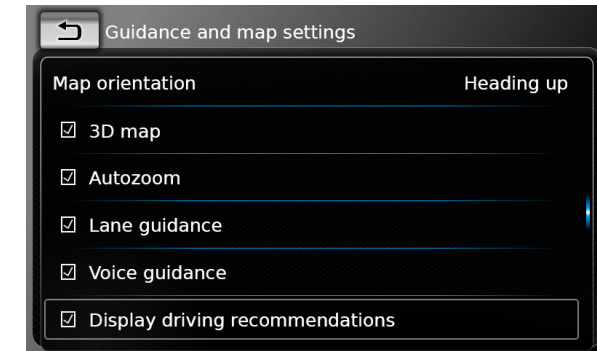 Guidance and map settings
Map orientation Heading up
3D map
Autozoom
Lane guidance
Voice guidance
Display driving recommendations